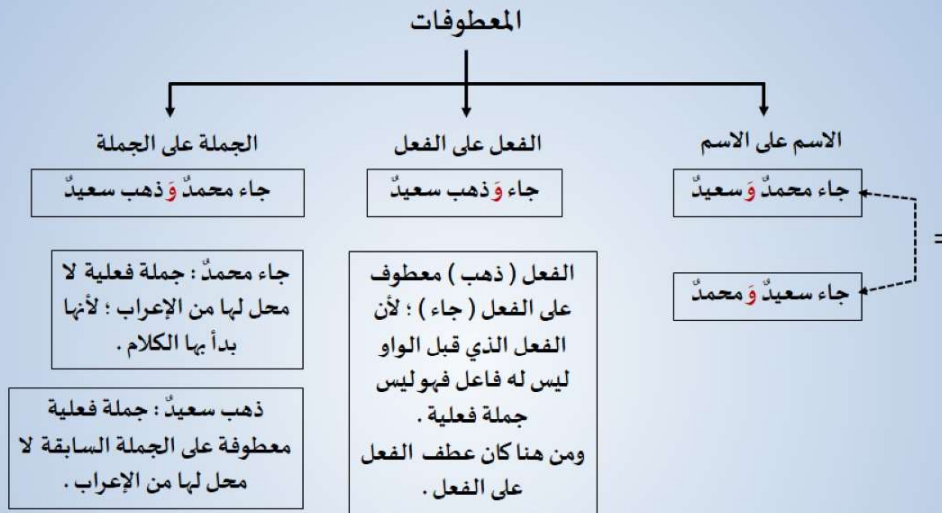 المعطوفات
الاسم على الاسم
جاء محمدٌ وَ سعيدٌ
جاء سعيدٌ وَ محمدٌ
=
الفعل على الفعل
جاء وَ ذهب سعيدٌ
الفعل ( ذهب ) معطوف
على الفعل ( جاء ) ؛ لأن
الفعل الذي قبل الواو
ليس له فاعل فهو ليس
جملة فعلية .
ومن هنا كان عطف الفعل
على الفعل .
الجملة على الجملة
جاء محمدٌ وَ ذهب سعيدٌ
جاء محمدٌ : جملة فعلية لا
محل لها من الإعراب ؛ لأنها
بدأ بها الكلام .
ذهب سعيدٌ : جملة فعلية
معطوفة على الجملة السابقة لا
محل لها من الإعراب .